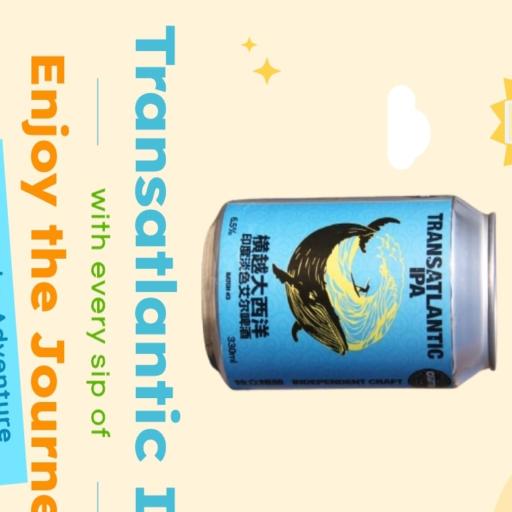 Adventure
Enjoy the Journe
with every sip of
Transatlantic I
TRANSATLANTIC
IPA
6.5%
横越大西洋
印度淡色艾尔啤酒
330ml
INDEPENDENT CRAFT